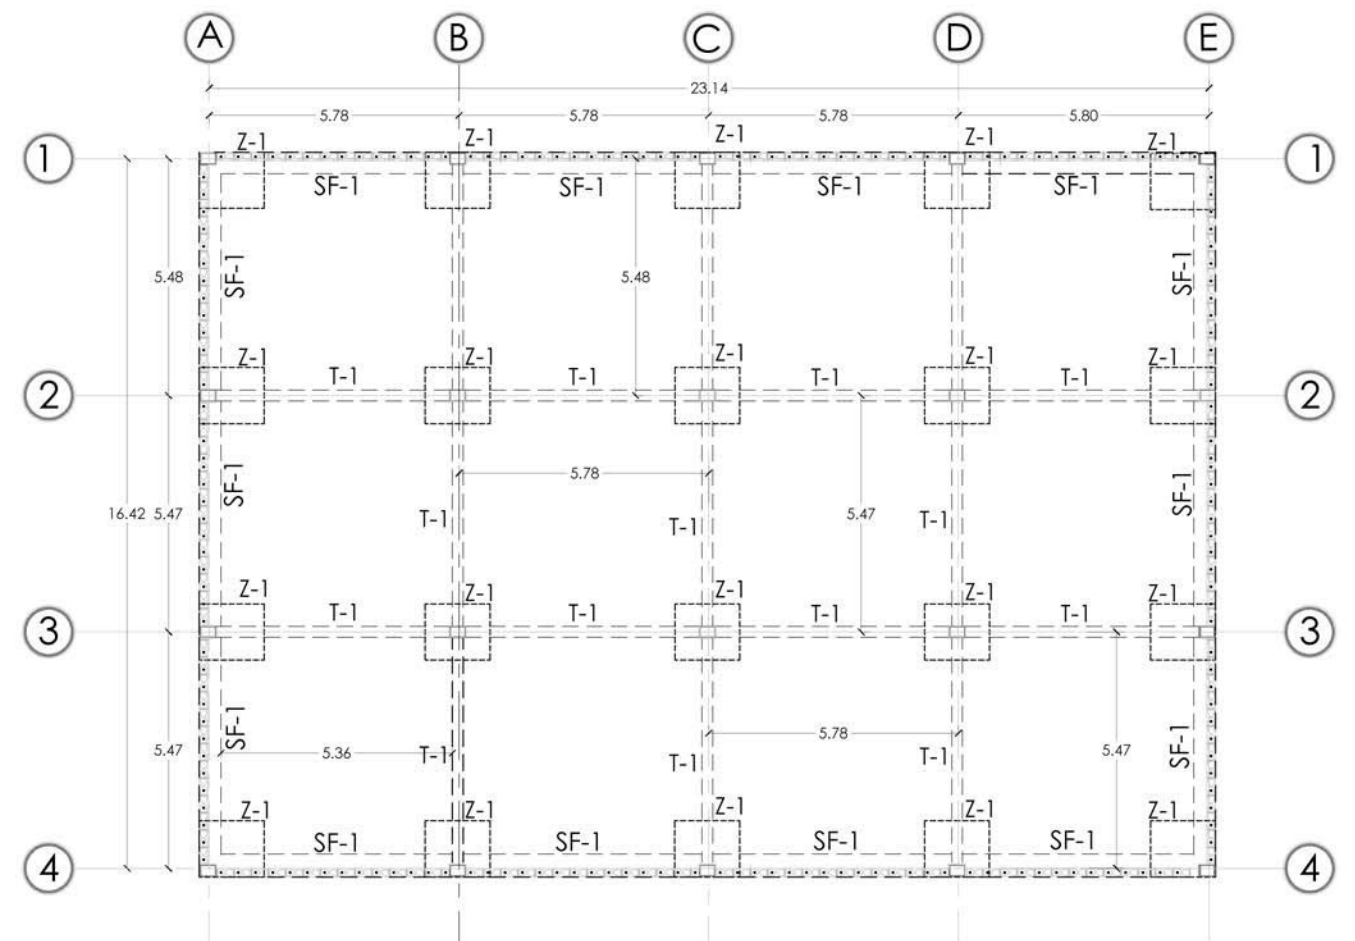 A B C D E
23.14
5.78 5.78 5.78 5.80
Z-1 Z-1 Z-1 Z-1 Z-1
1 1
SF-1 SF-1 SF-1 SF-1
5.48 SF-1 5.48 SF-1
Z-1 Z-1 Z-1 Z-1 Z-1
T-1 T-1 T-1 T-1
2 2
5.78
SF-1 SF-1
16.42 5.47 T-1 T-1 5.47 T-1
Z-1 Z-1 Z-1 Z-1 Z-1
T-1 T-1 T-1 T-1
3 3
SF-1 5.78 SF-1
5.47 5.36 T-1 T-1 T-1 5.47
Z-1 Z-1 Z-1 Z-1 Z-1
SF-1 SF-1 SF-1 SF-1
4 4